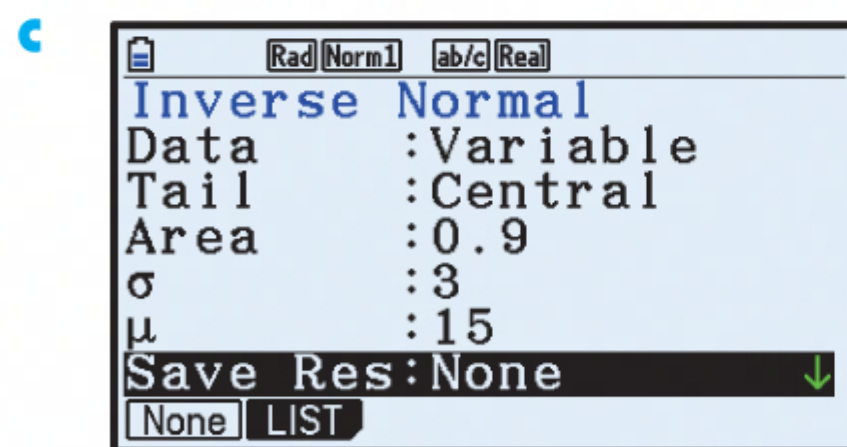 c
Rad Norm1 ab/c Real
Inverse Normal
Data :Variable
Tail :Central
Area :0.9
σ :3
μ :15
Save Res:None ↓
None LIST